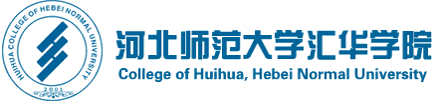 HUIHUA COLLEGE OF HEBEI NORMAL UNIVERSITY
2001
河北师范大学汇华学院
College of Huihua, Hebei Normal University